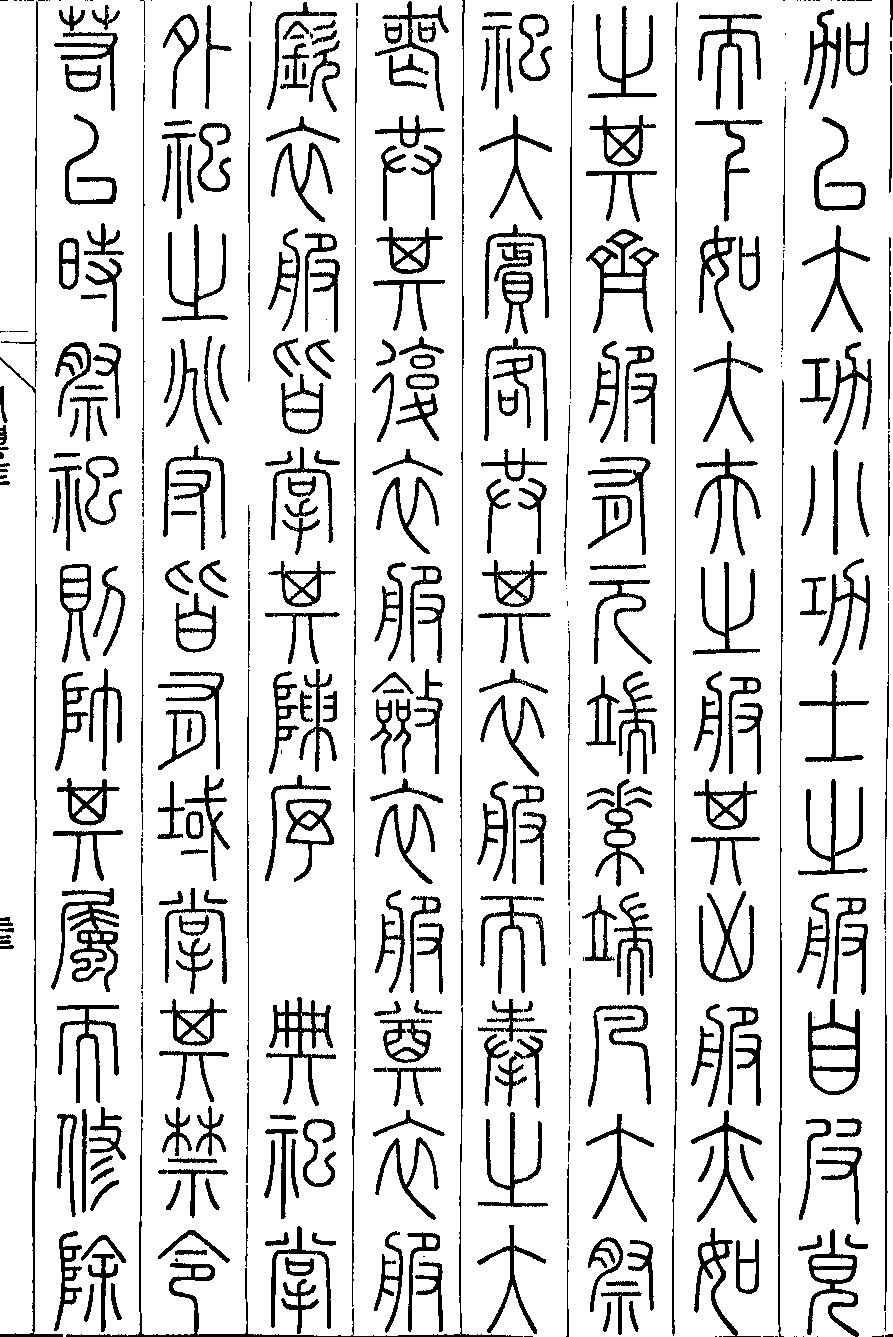 加以大功小功士之服自皮弁
而下如大夫之服其凶服亦如
之其齊服有元端素端凡大祭
祀大賓客共其衣服而奉之大
喪共其復衣服斂衣服奠衣服
廞衣服皆掌其陳序　典祀掌
外祀之兆守皆有域掌其禁令
若以時祭祀則帥其屬而修除